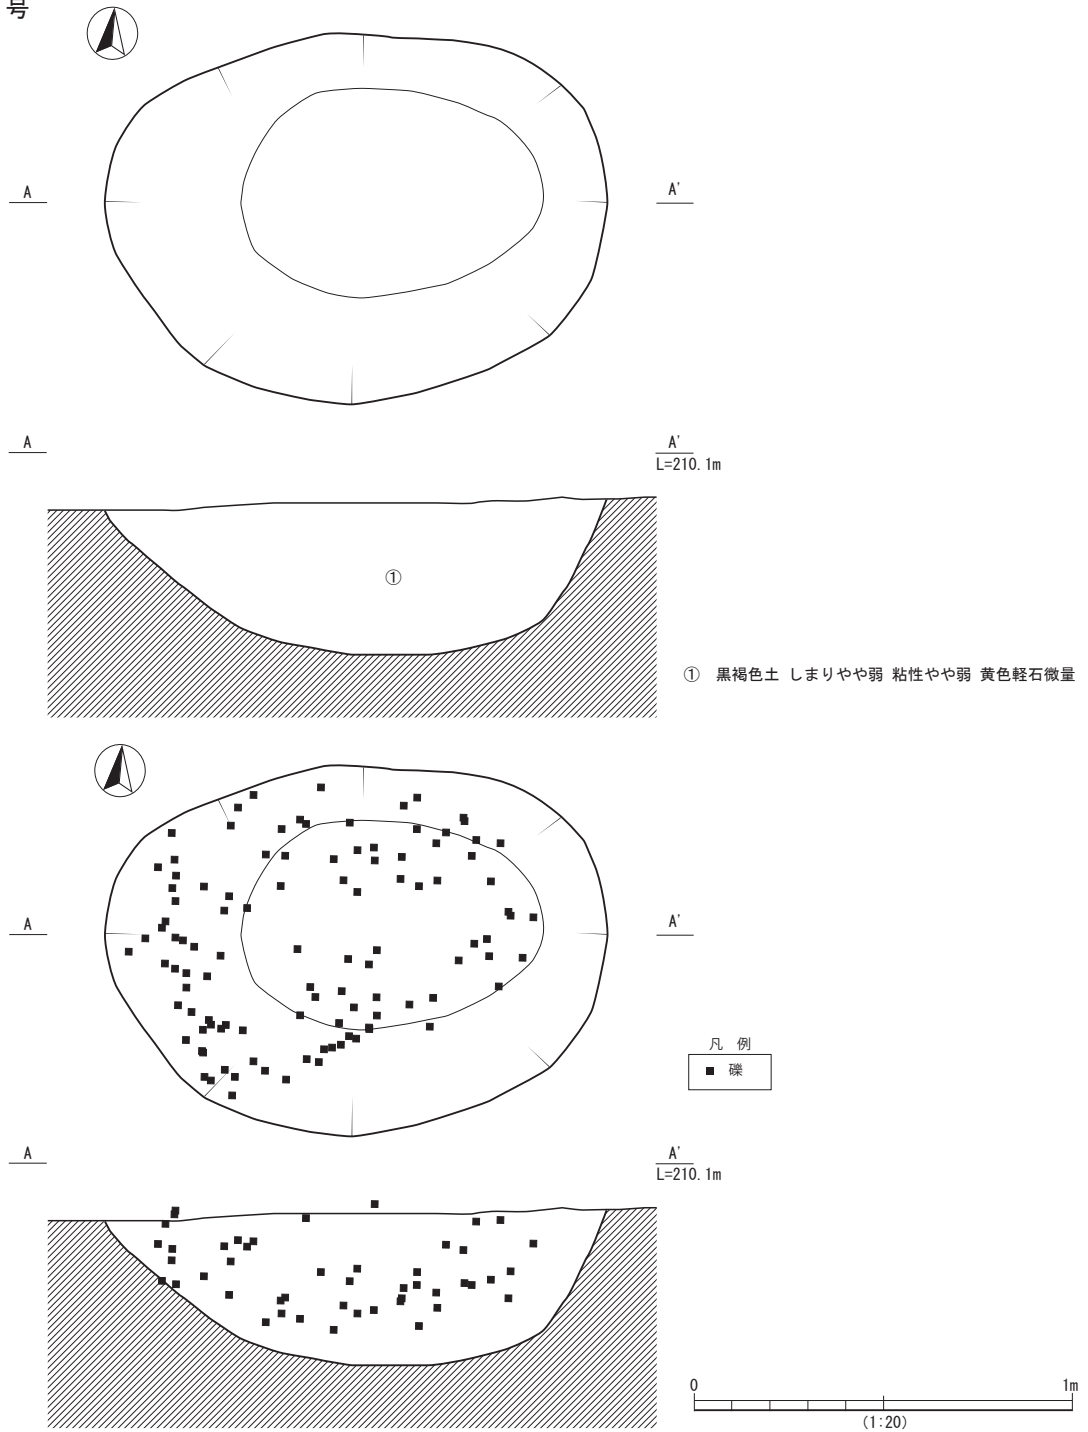 号
A
A'
A
A'
L=210.1m
①
① 黒褐色土 しまりやや弱 粘性やや弱 黄色軽石微量
A
A'
凡 例
■ 礫
A
A'
L=210.1m
0
1m
(1:20)